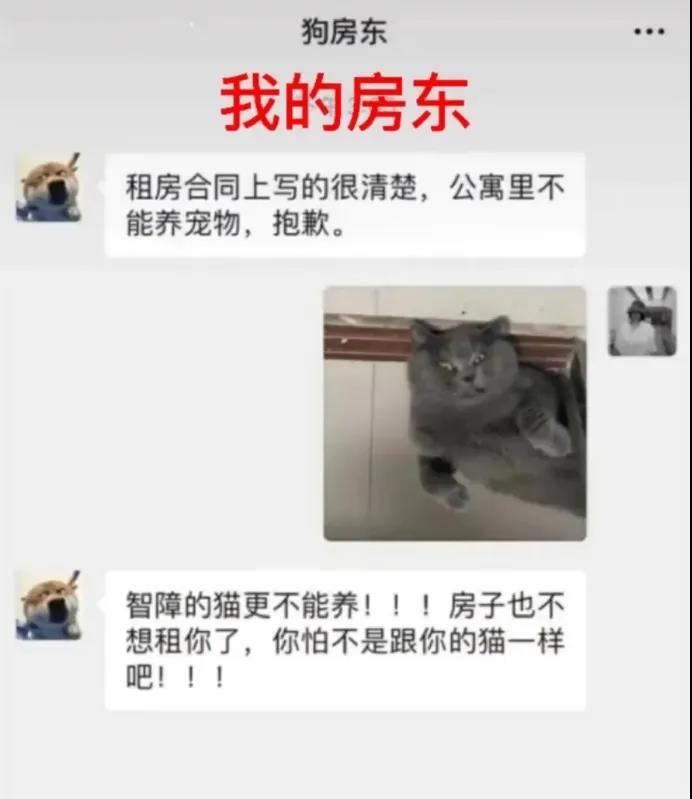 狗房东
我的房东
租房合同上写的很清楚，公寓里不
能养宠物，抱歉。
智障的猫更不能养！！！房子也不
想租你了，你怕不是跟你的猫一样
吧！！！